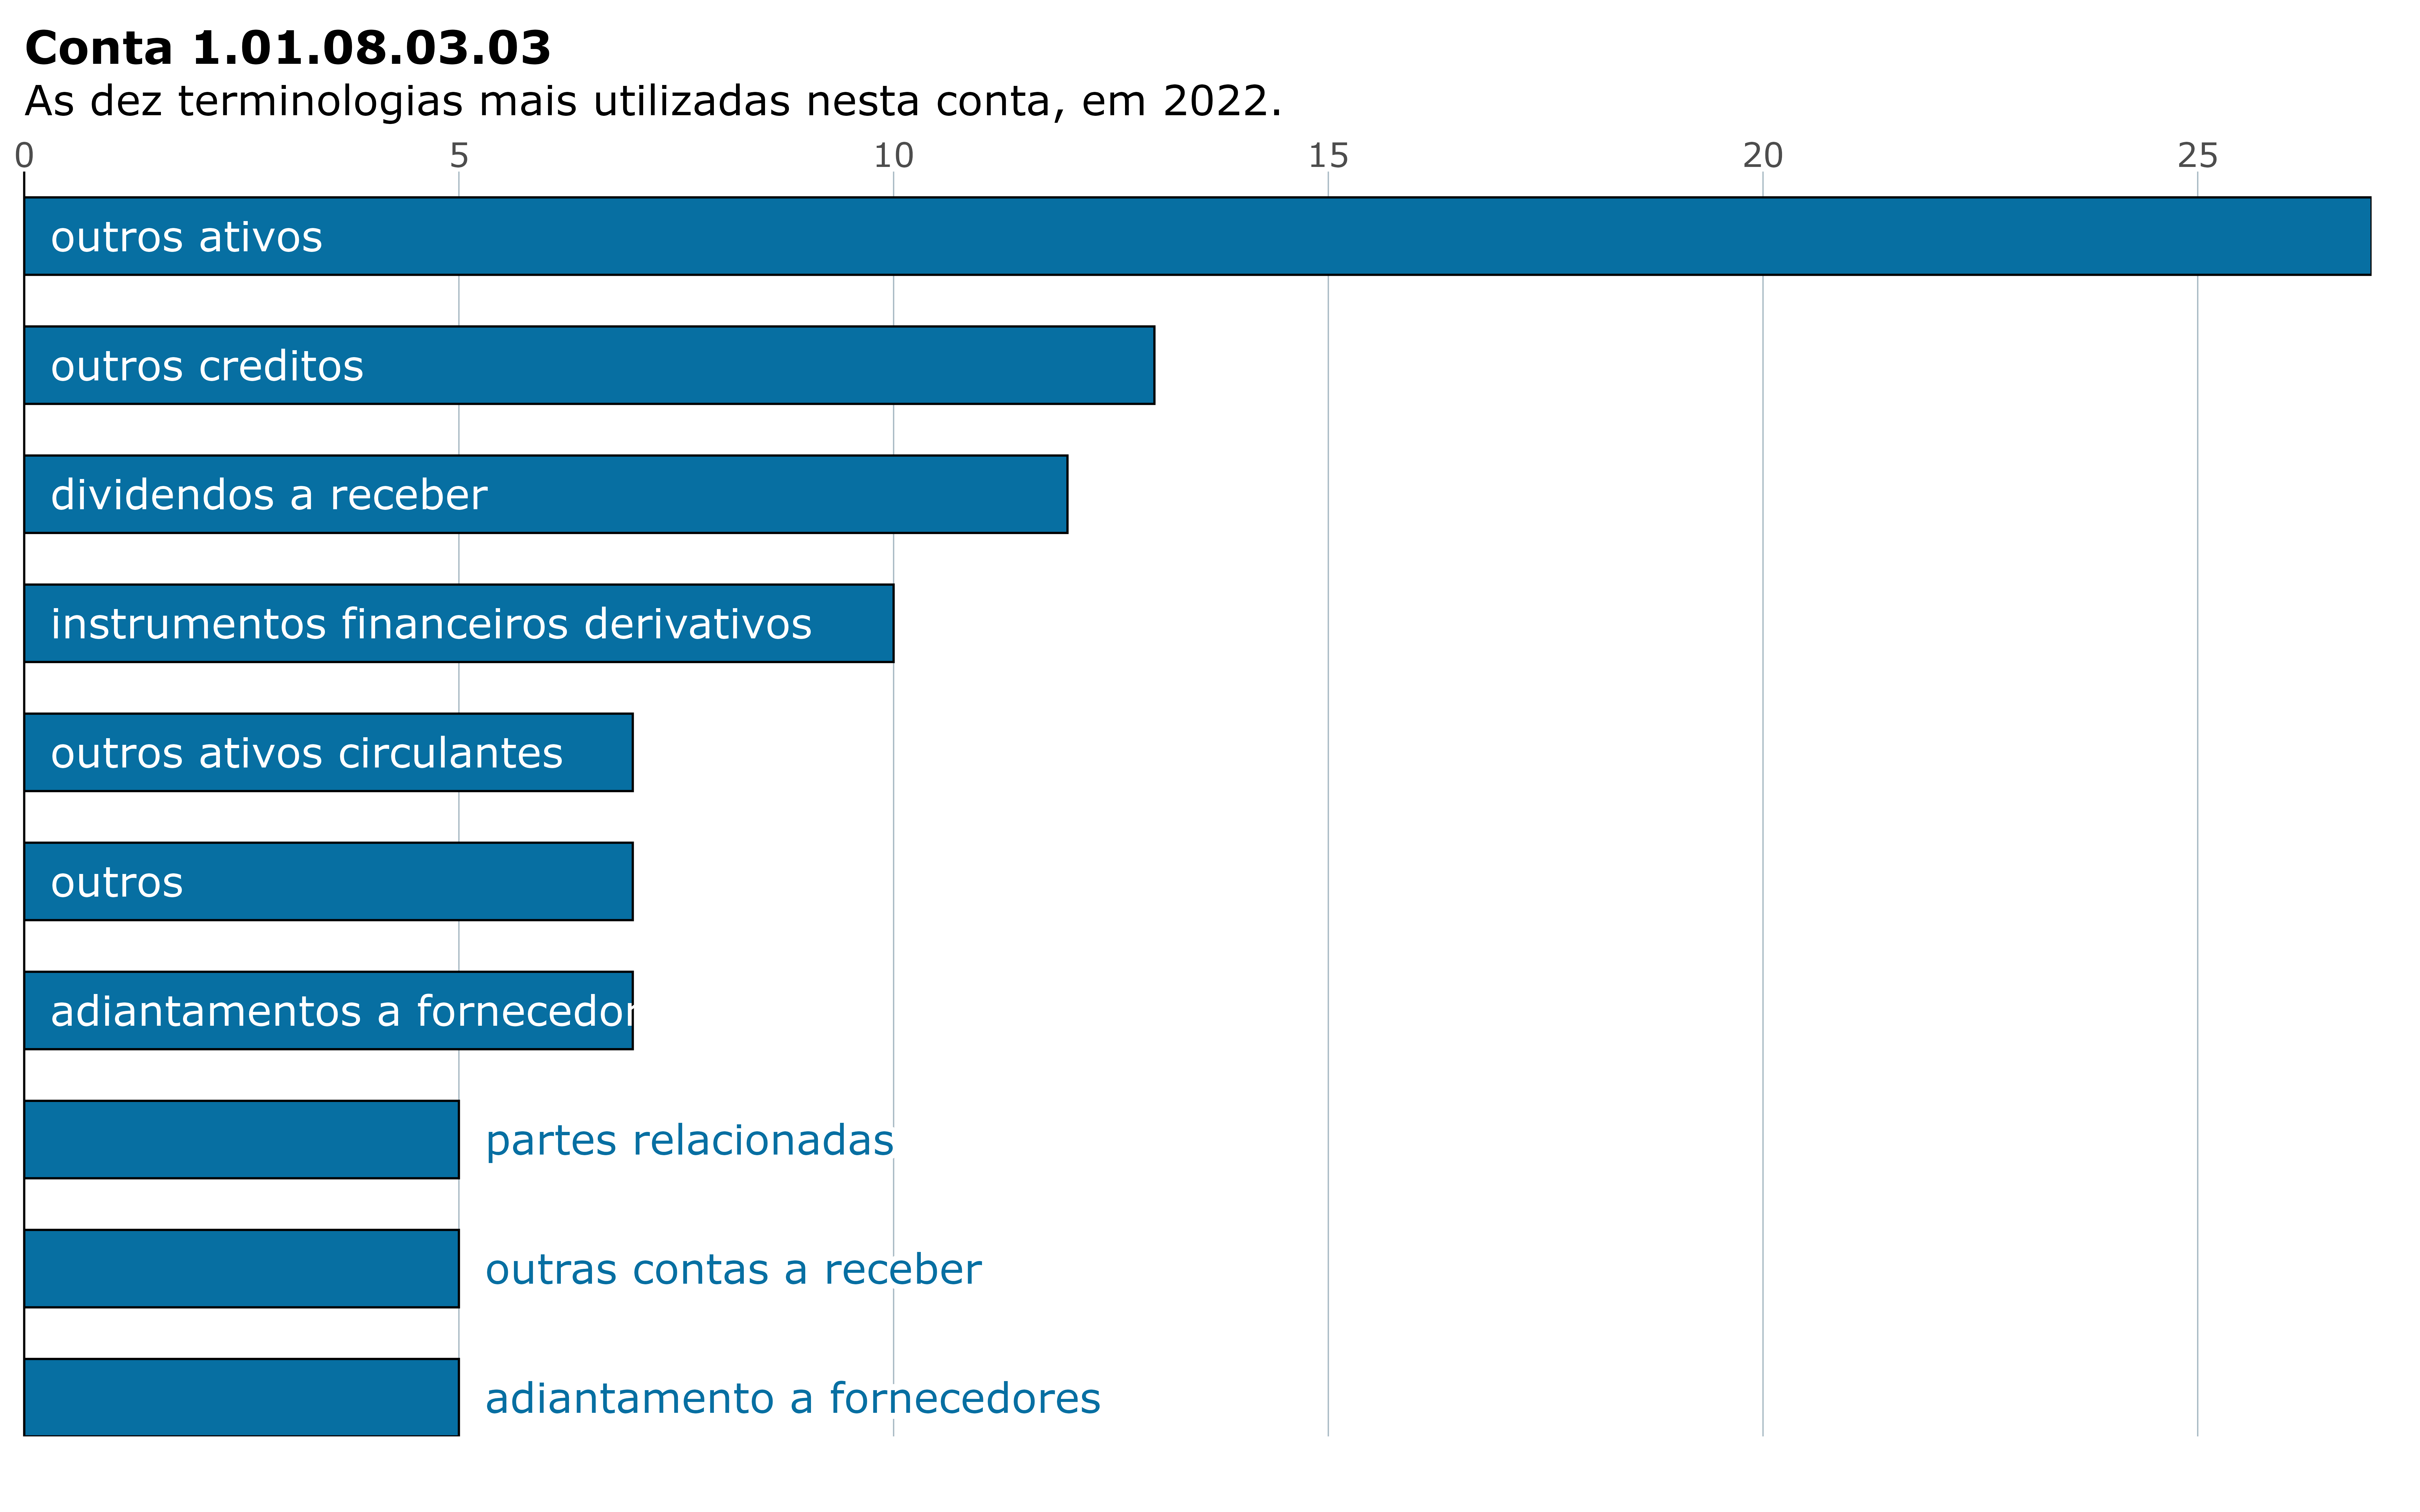 Conta 1.01.08.03.03
As dez terminologias mais utilizadas nesta conta, em 2022.
0 5 10 15 20 25
outros ativos
outros creditos
dividendos a receber
instrumentos financeiros derivativos
outros ativos circulantes
outros
adiantamentos a fornecedor
partes relacionadas
outras contas a receber
adiantamento a fornecedores